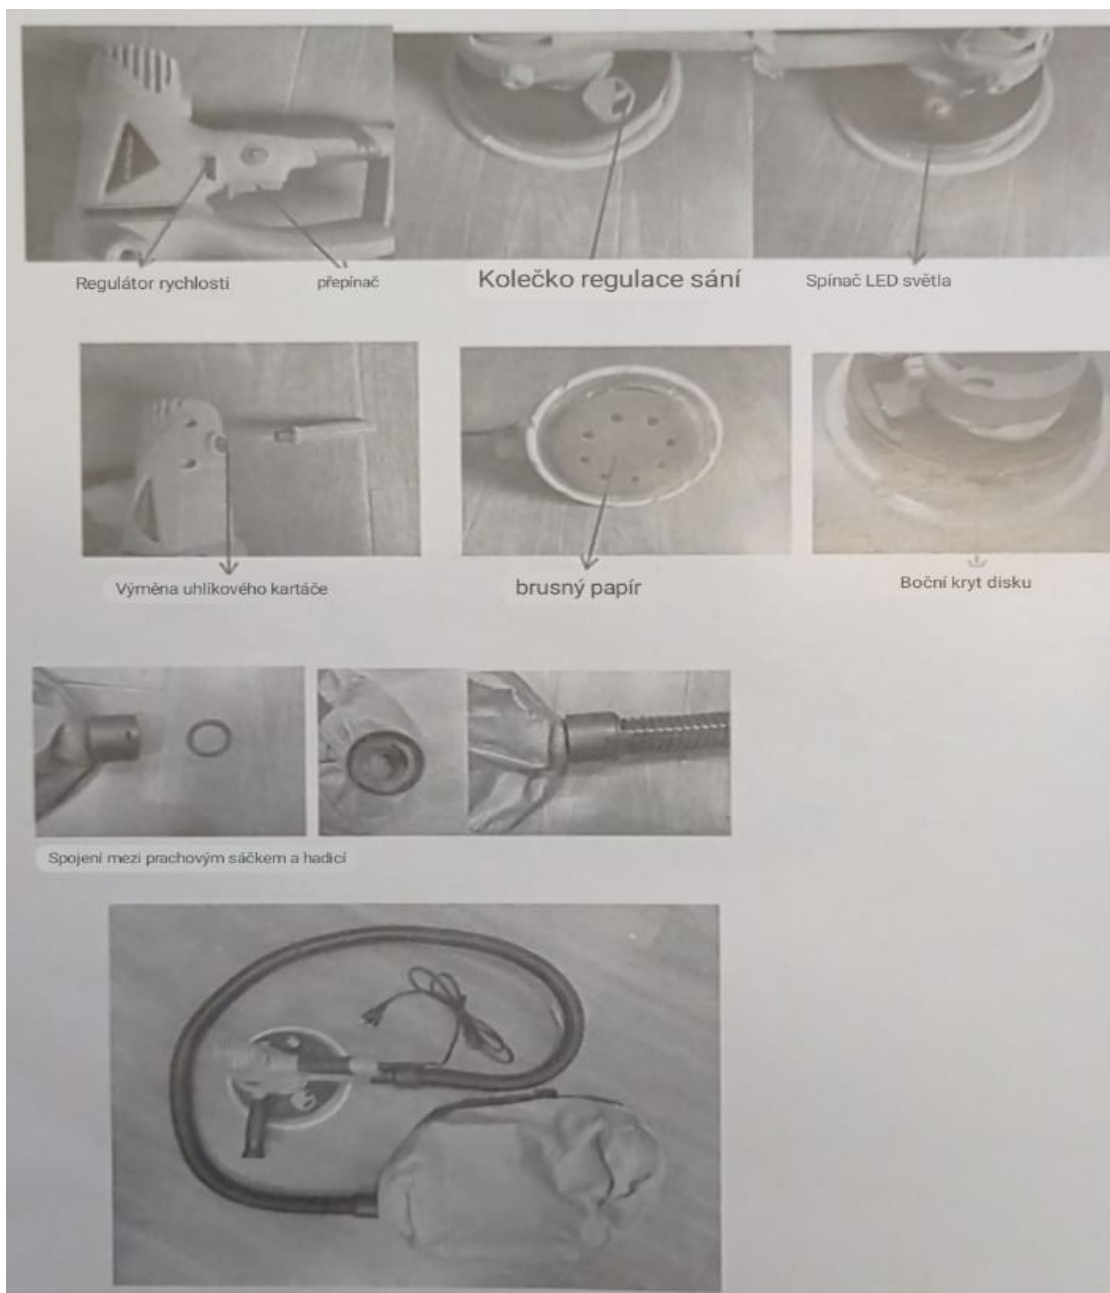 Regulátor rychlosti
přepínač
Kolečko regulace sání
Spínač LED světla
Výměna uhlíkového kartáče
brusný papír
Boční kryt disku
Spojení mezi prachovým sáčkem a hadicí